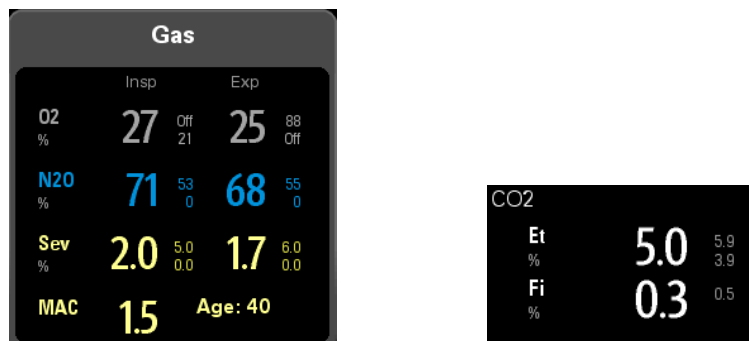 Gas
Insp Exp
O2 % 27 Off 21 25 88 Off
N2O % 71 53 0 68 55 0
Sev % 2.0 5.0 0.0 1.7 6.0 0.0
MAC 1.5 Age: 40
CO2
Et % 5.0 5.9 3.9
Fi % 0.3 0.5